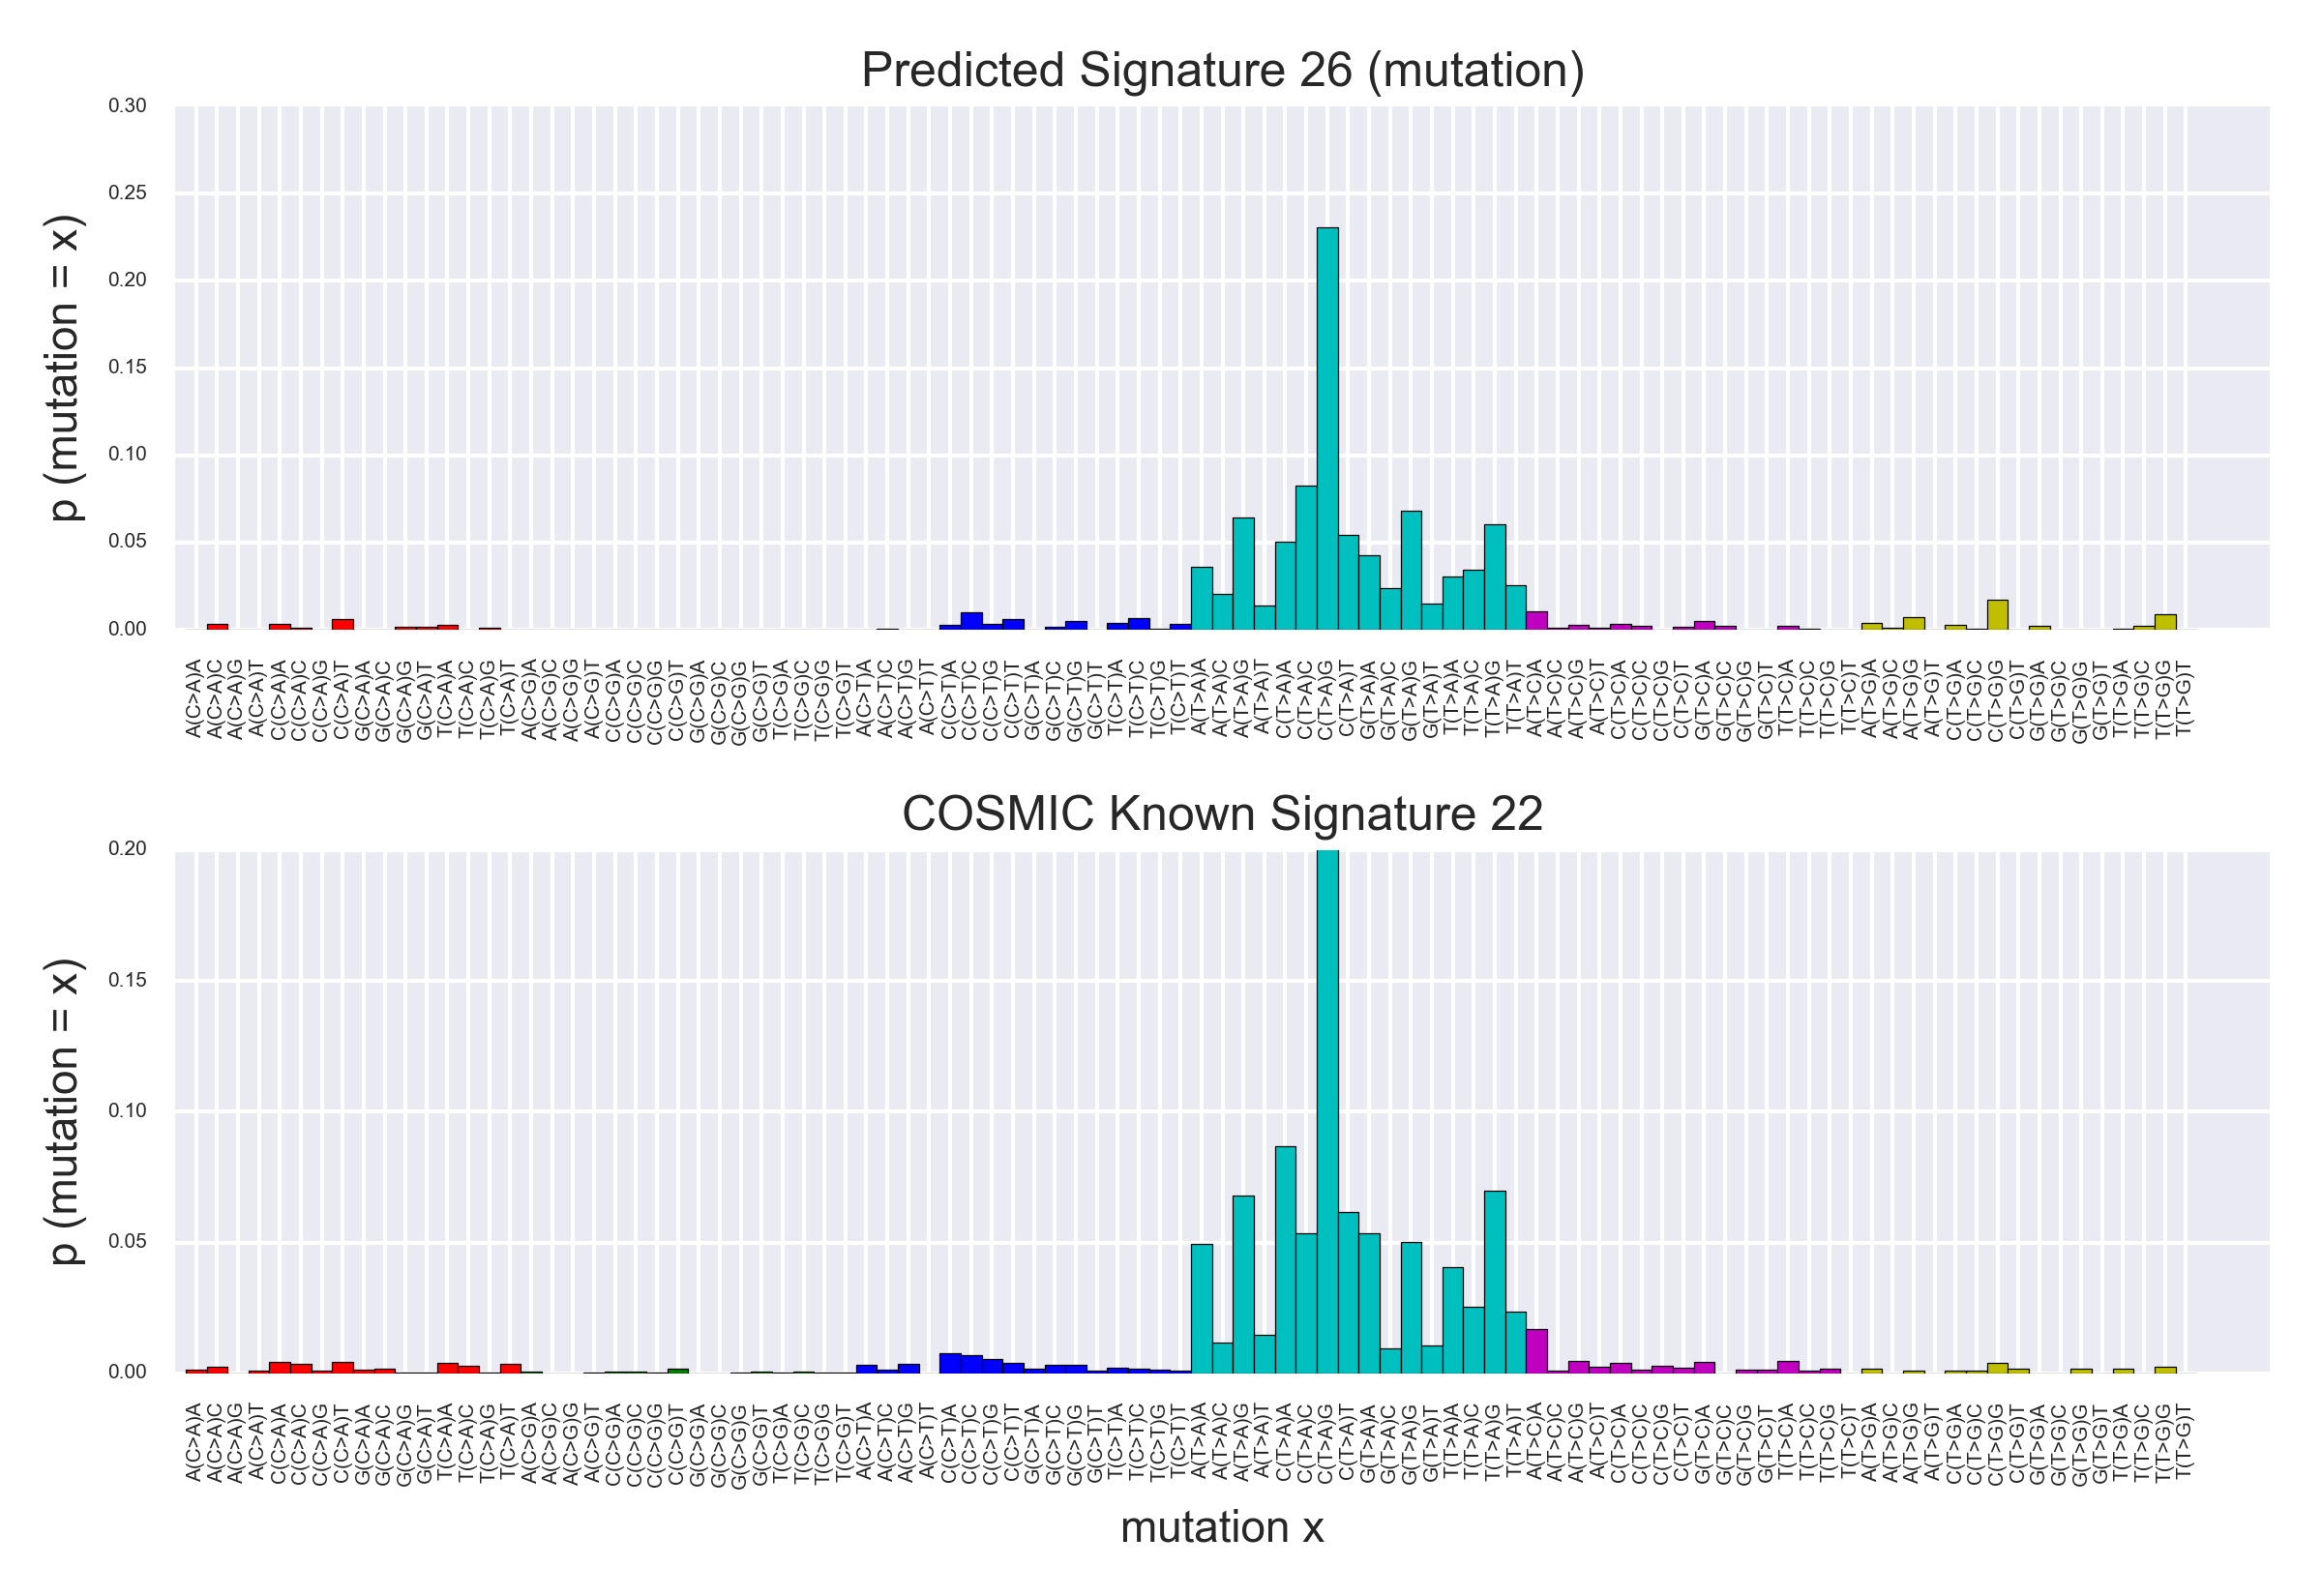 Predicted Signature 26 (mutation)
p (mutation = x)
0.30
0.25
0.20
0.15
0.10
0.05
0.00
A(C>A)A A(C>A)C A(C>A)G A(C>A)T C(C>A)A C(C>A)C C(C>A)G C(C>A)T G(C>A)A G(C>A)C G(C>A)G G(C>A)T T(C>A)A T(C>A)C T(C>A)G T(C>A)T A(C>G)A A(C>G)C A(C>G)G A(C>G)T C(C>G)A C(C>G)C C(C>G)G C(C>G)T G(C>G)A G(C>G)C G(C>G)G G(C>G)T T(C>G)A T(C>G)C T(C>G)G T(C>G)T A(C>T)A A(C>T)C A(C>T)G A(C>T)T C(C>T)A C(C>T)C C(C>T)G C(C>T)T G(C>T)A G(C>T)C G(C>T)G G(C>T)T T(C>T)A T(C>T)C T(C>T)G T(C>T)T A(T>A)A A(T>A)C A(T>A)G A(T>A)T C(T>A)A C(T>A)C C(T>A)G C(T>A)T G(T>A)A G(T>A)C G(T>A)G G(T>A)T T(T>A)A T(T>A)C T(T>A)G T(T>A)T A(T>C)A A(T>C)C A(T>C)G A(T>C)T C(T>C)A C(T>C)C C(T>C)G C(T>C)T G(T>C)A G(T>C)C G(T>C)G G(T>C)T T(T>C)A T(T>C)C T(T>C)G T(T>C)T A(T>G)A A(T>G)C A(T>G)G A(T>G)T C(T>G)A C(T>G)C C(T>G)G C(T>G)T G(T>G)A G(T>G)C G(T>G)G G(T>G)T T(T>G)A T(T>G)C T(T>G)G T(T>G)T
COSMIC Known Signature 22
p (mutation = x)
0.20
0.15
0.10
0.05
0.00
A(C>A)A A(C>A)C A(C>A)G A(C>A)T C(C>A)A C(C>A)C C(C>A)G C(C>A)T G(C>A)A G(C>A)C G(C>A)G G(C>A)T T(C>A)A T(C>A)C T(C>A)G T(C>A)T A(C>G)A A(C>G)C A(C>G)G A(C>G)T C(C>G)A C(C>G)C C(C>G)G C(C>G)T G(C>G)A G(C>G)C G(C>G)G G(C>G)T T(C>G)A T(C>G)C T(C>G)G T(C>G)T A(C>T)A A(C>T)C A(C>T)G A(C>T)T C(C>T)A C(C>T)C C(C>T)G C(C>T)T G(C>T)A G(C>T)C G(C>T)G G(C>T)T T(C>T)A T(C>T)C T(C>T)G T(C>T)T A(T>A)A A(T>A)C A(T>A)G A(T>A)T C(T>A)A C(T>A)C C(T>A)G C(T>A)T G(T>A)A G(T>A)C G(T>A)G G(T>A)T T(T>A)A T(T>A)C T(T>A)G T(T>A)T A(T>C)A A(T>C)C A(T>C)G A(T>C)T C(T>C)A C(T>C)C C(T>C)G C(T>C)T G(T>C)A G(T>C)C G(T>C)G G(T>C)T T(T>C)A T(T>C)C T(T>C)G T(T>C)T A(T>G)A A(T>G)C A(T>G)G A(T>G)T C(T>G)A C(T>G)C C(T>G)G C(T>G)T G(T>G)A G(T>G)C G(T>G)G G(T>G)T T(T>G)A T(T>G)C T(T>G)G T(T>G)T
mutation x